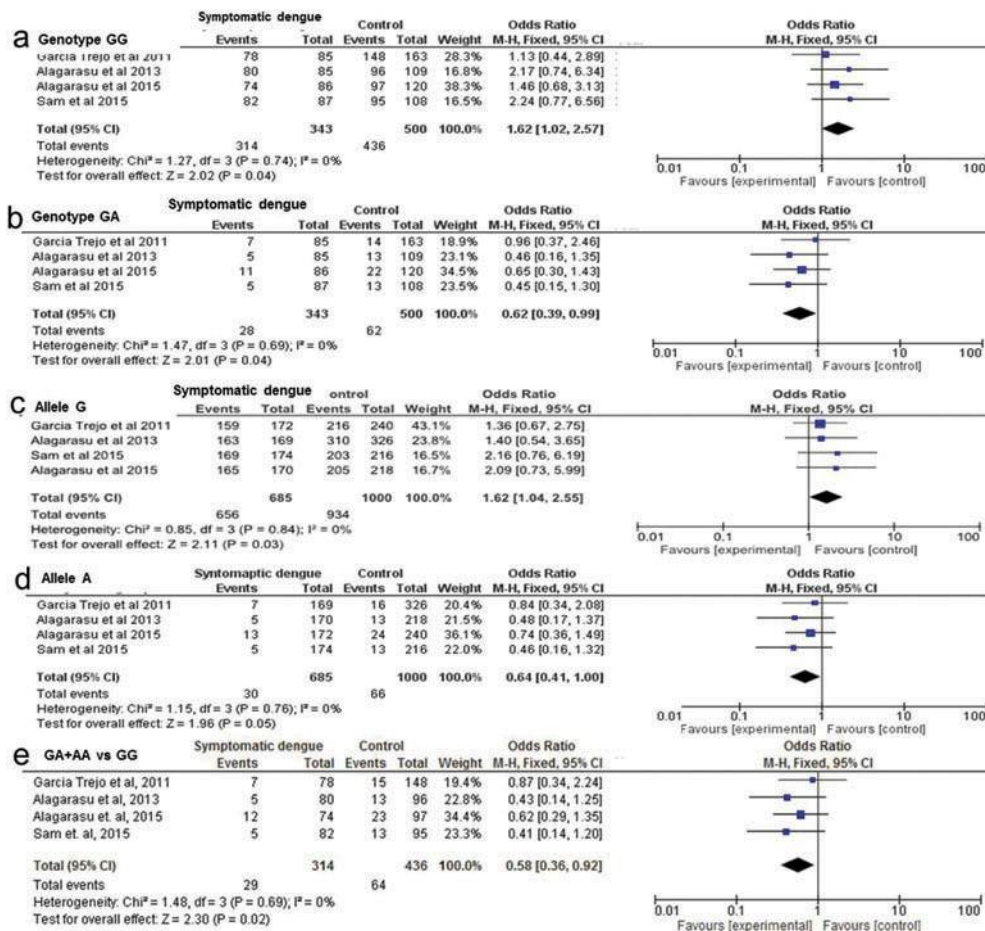 a Genotype GG
Symptomatic dengue Control Odds Ratio Odds Ratio
Events Total Events Total Weight M-H, Fixed, 95% CI M-H, Fixed, 95% CI
Garcia Trejo et al 2011 78 85 148 163 28.3% 1.13 [0.44, 2.89]
Alagarasu et al 2013 80 85 96 109 16.8% 2.17 [0.74, 6.34]
Alagarasu et al 2015 74 86 97 120 38.3% 1.46 [0.68, 3.13]
Sam et al 2015 82 87 95 108 16.5% 2.24 [0.77, 6.56]
Total (95% CI) 343 500 100.0% 1.62 [1.02, 2.57]
Total events 314 436
Heterogeneity: Chi² = 1.27, df = 3 (P = 0.74); I² = 0%
Test for overall effect: Z = 2.02 (P = 0.04)
0.01 0.1 1 10 100
Favours [experimental] Favours [control]
b Genotype GA
Symptomatic dengue Control Odds Ratio Odds Ratio
Events Total Events Total Weight M-H, Fixed, 95% CI M-H, Fixed, 95% CI
Garcia Trejo et al 2011 7 85 14 163 18.9% 0.96 [0.37, 2.46]
Alagarasu et al 2013 5 85 13 109 23.1% 0.46 [0.16, 1.35]
Alagarasu et al 2015 11 86 22 120 34.5% 0.65 [0.30, 1.43]
Sam et al 2015 5 87 13 108 23.5% 0.45 [0.15, 1.30]
Total (95% CI) 343 500 100.0% 0.62 [0.39, 0.99]
Total events 28 62
Heterogeneity: Chi² = 1.47, df = 3 (P = 0.69); I² = 0%
Test for overall effect: Z = 2.01 (P = 0.04)
0.01 0.1 1 10 100
Favours [experimental] Favours [control]
c Allele G
Symptomatic dengue ontrol Odds Ratio Odds Ratio
Events Total Events Total Weight M-H, Fixed, 95% CI M-H, Fixed, 95% CI
Garcia Trejo et al 2011 159 172 216 240 43.1% 1.36 [0.67, 2.75]
Alagarasu et al 2013 163 169 310 326 23.8% 1.40 [0.54, 3.65]
Sam et al 2015 169 174 203 216 16.5% 2.16 [0.76, 6.19]
Alagarasu et al 2015 165 170 205 218 16.7% 2.09 [0.73, 5.99]
Total (95% CI) 685 1000 100.0% 1.62 [1.04, 2.55]
Total events 656 934
Heterogeneity: Chi² = 0.85, df = 3 (P = 0.84); I² = 0%
Test for overall effect: Z = 2.11 (P = 0.03)
0.01 0.1 1 10 100
Favours [experimental] Favours [control]
d Allele A
Syntomaptic dengue Control Odds Ratio Odds Ratio
Events Total Events Total Weight M-H, Fixed, 95% CI M-H, Fixed, 95% CI
Garcia Trejo et al 2011 7 169 16 326 20.4% 0.84 [0.34, 2.08]
Alagarasu et al 2013 5 170 13 218 21.5% 0.48 [0.17, 1.37]
Alagarasu et al 2015 13 172 24 240 36.1% 0.74 [0.36, 1.49]
Sam et al 2015 5 174 13 216 22.0% 0.46 [0.16, 1.32]
Total (95% CI) 685 1000 100.0% 0.64 [0.41, 1.00]
Total events 30 66
Heterogeneity: Chi² = 1.15, df = 3 (P = 0.76); I² = 0%
Test for overall effect: Z = 1.96 (P = 0.05)
0.01 0.1 1 10 100
Favours [experimental] Favours [control]
e GA+AA vs GG
Symptomatic dengue Control Odds Ratio Odds Ratio
Events Total Events Total Weight M-H, Fixed, 95% CI M-H, Fixed, 95% CI
Garcia Trejo et al, 2011 7 78 15 148 19.4% 0.87 [0.34, 2.24]
Alagarasu et al, 2013 5 80 13 96 22.8% 0.43 [0.14, 1.25]
Alagarasu et. al, 2015 12 74 23 97 34.4% 0.62 [0.29, 1.35]
Sam et. al, 2015 5 82 13 95 23.3% 0.41 [0.14, 1.20]
Total (95% CI) 314 436 100.0% 0.58 [0.36, 0.92]
Total events 29 64
Heterogeneity: Chi² = 1.48, df = 3 (P = 0.69); I² = 0%
Test for overall effect: Z = 2.30 (P = 0.02)
0.01 0.1 1 10 100
Favours [experimental] Favours [control]